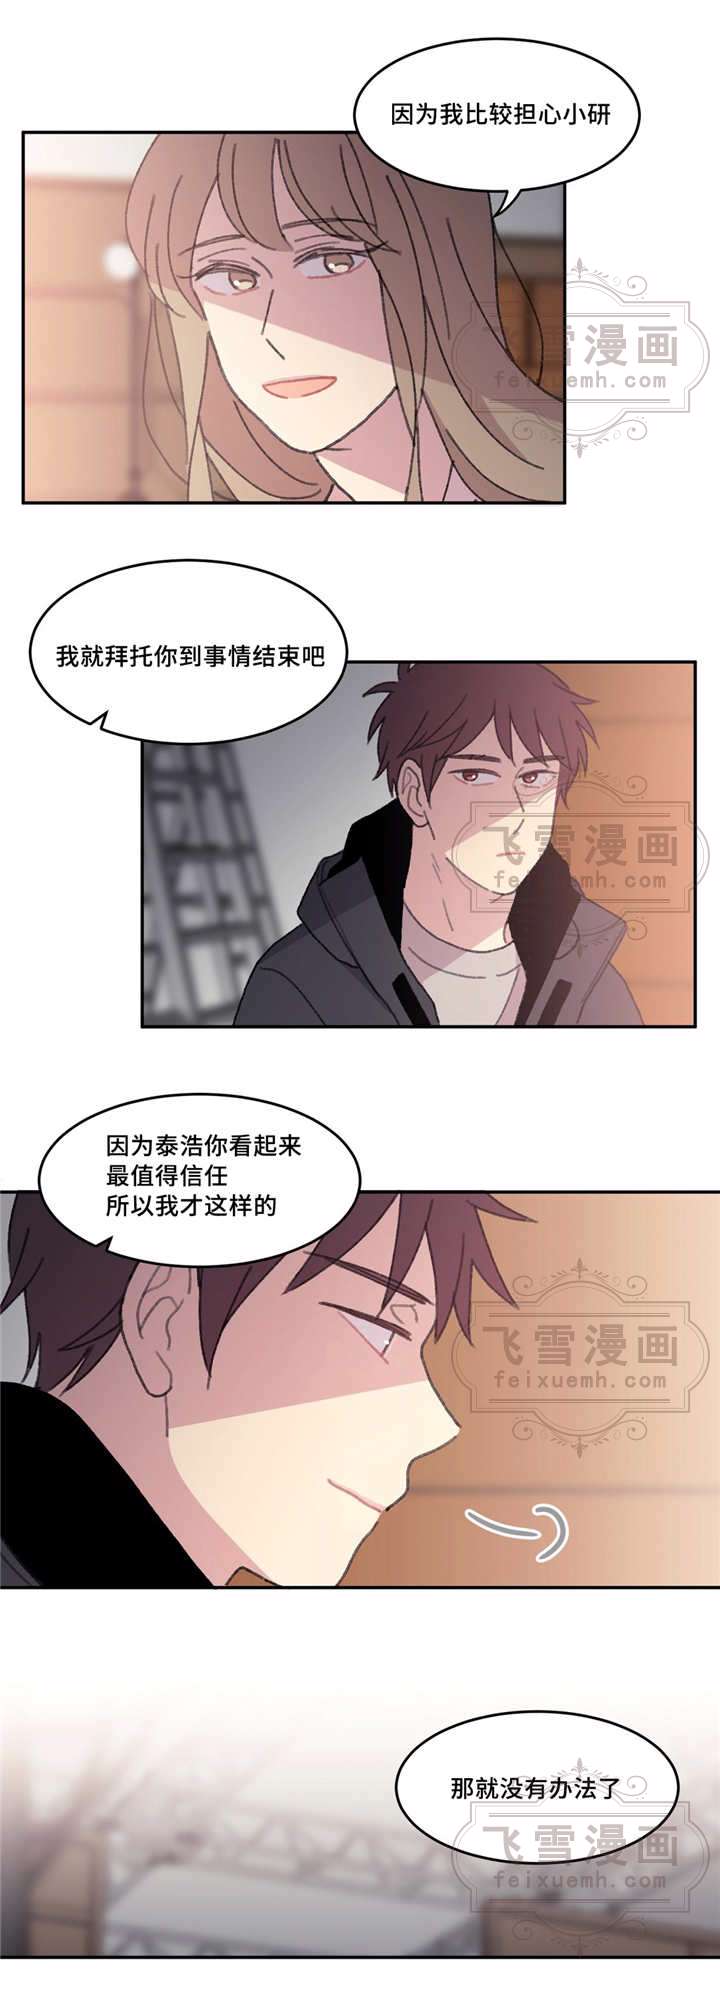 因为我比较担心小研
飞雪漫画
feixuemh.com
我就拜托你到事情结束吧
飞雪漫画
feixuemh.com
因为泰浩你看起来
最值得信任
所以我才这样的
飞雪漫画
feixuemh.com
那就没有办法了
飞雪漫画
feixuemh.com